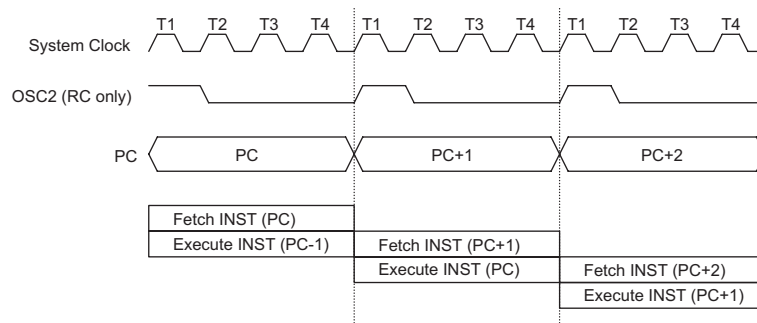 T1 T2 T3 T4 T1 T2 T3 T4 T1 T2 T3 T4
System Clock
OSC2 (RC only)
PC PC PC+1 PC+2
Fetch INST (PC)
Execute INST (PC-1) Fetch INST (PC+1)
Execute INST (PC) Fetch INST (PC+2)
Execute INST (PC+1)